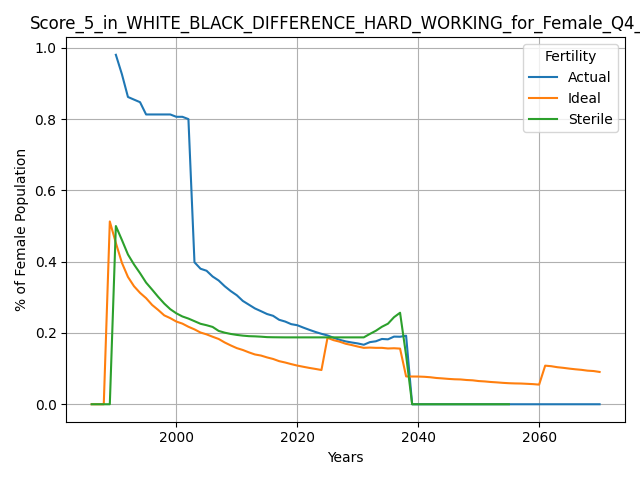 Score_5_in_WHITE_BLACK_DIFFERENCE_HARD_WORKING_for_Female_Q4_
Fertility
Actual
Ideal
Sterile
% of Female Population
1.0
0.8
0.6
0.4
0.2
0.0
2000 2020 2040 2060
Years